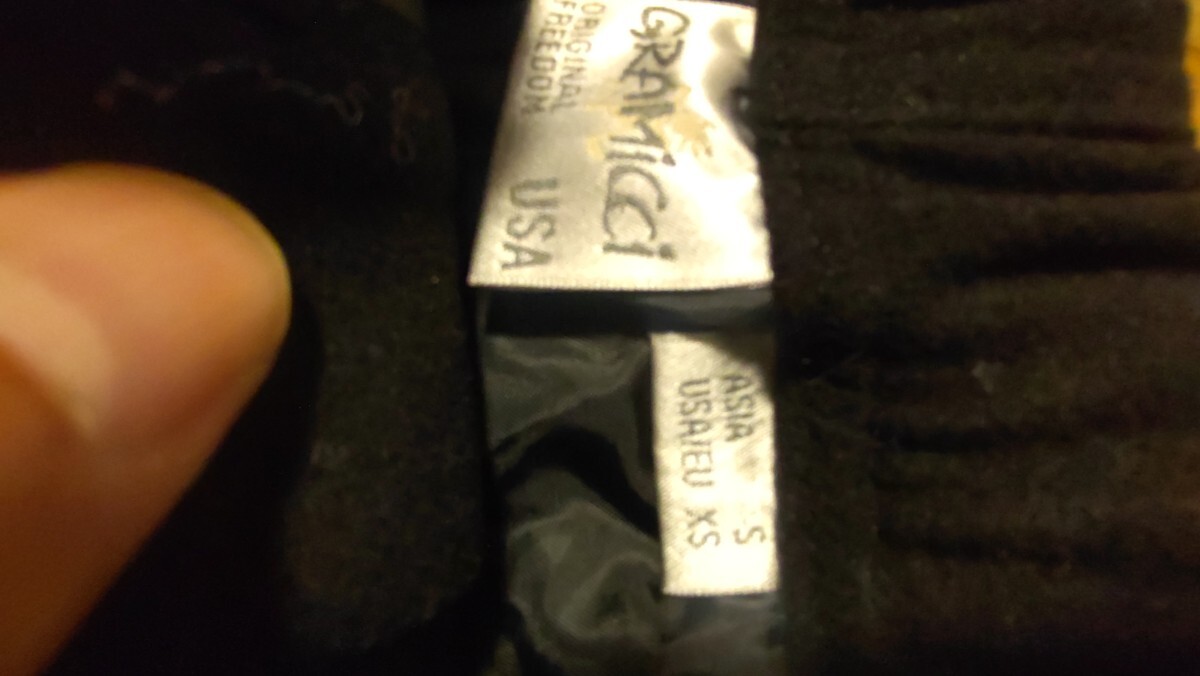 GRAMiCCi
ORIGINAL
FREEDOM
USA
ASIA S
USA/EU XS